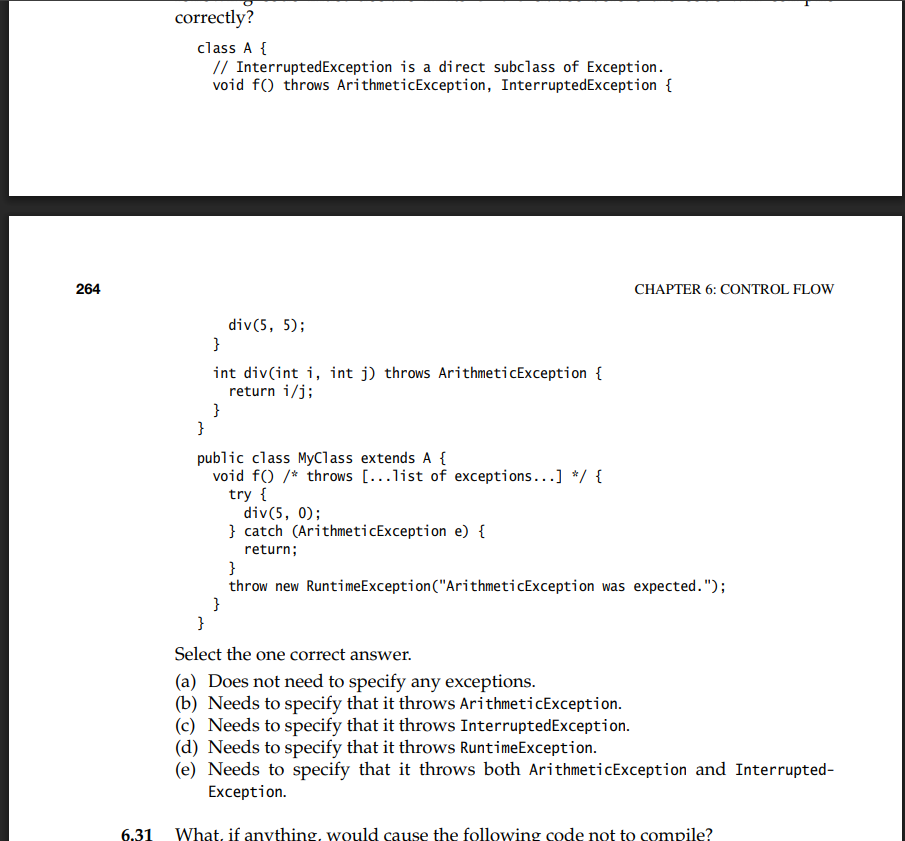 correctly?
class A {
// InterruptedException is a direct subclass of Exception.
void f() throws ArithmeticException, InterruptedException {
264
CHAPTER 6: CONTROL FLOW
div(5, 5);
}
int div(int i, int j) throws ArithmeticException {
return i/j;
}
}
public class MyClass extends A {
void f() /* throws [...list of exceptions...] */ {
try {
div(5, 0);
} catch (ArithmeticException e) {
return;
}
throw new RuntimeException("ArithmeticException was expected.");
}
}
Select the one correct answer.
(a) Does not need to specify any exceptions.
(b) Needs to specify that it throws ArithmeticException.
(c) Needs to specify that it throws InterruptedException.
(d) Needs to specify that it throws RuntimeException.
(e) Needs to specify that it throws both ArithmeticException and Interrupted-
Exception.
6.31 What, if anything, would cause the following code not to compile?